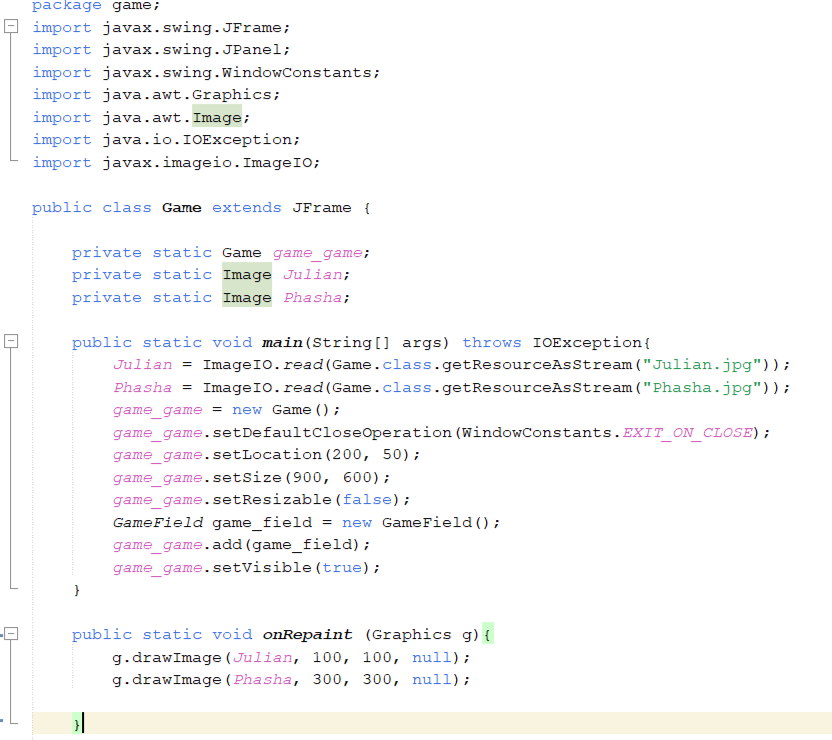 package game;
import javax.swing.JFrame;
import javax.swing.JPanel;
import javax.swing.WindowConstants;
import java.awt.Graphics;
import java.awt.Image;
import java.io.IOException;
import javax.imageio.ImageIO;
public class Game extends JFrame {
private static Game game_game;
private static Image Julian;
private static Image Phasha;
public static void main(String[] args) throws IOException{
Julian = ImageIO.read(Game.class.getResourceAsStream("Julian.jpg"));
Phasha = ImageIO.read(Game.class.getResourceAsStream("Phasha.jpg"));
game_game = new Game();
game_game.setDefaultCloseOperation(WindowConstants.EXIT_ON_CLOSE);
game_game.setLocation(200, 50);
game_game.setSize(900, 600);
game_game.setResizable(false);
GameField game_field = new GameField();
game_game.add(game_field);
game_game.setVisible(true);
}
public static void onRepaint (Graphics g){
g.drawImage(Julian, 100, 100, null);
g.drawImage(Phasha, 300, 300, null);
}